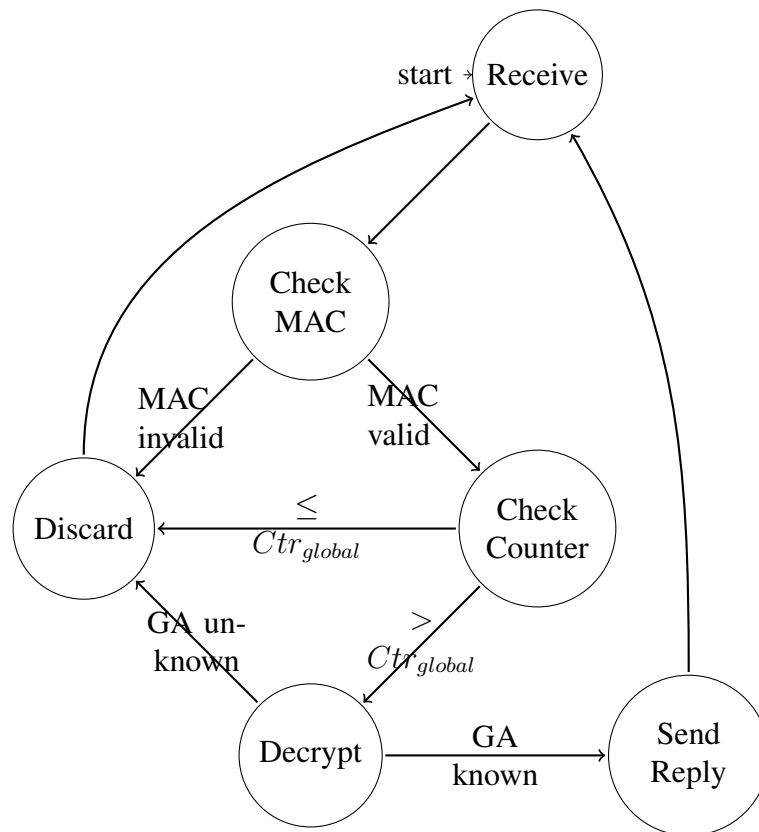 start
Receive
Check
MAC
MAC
invalid
MAC
valid
Discard
≤
Ctr_global
Check
Counter
GA un-
known
>
Ctr_global
Decrypt
GA
known
Send
Reply